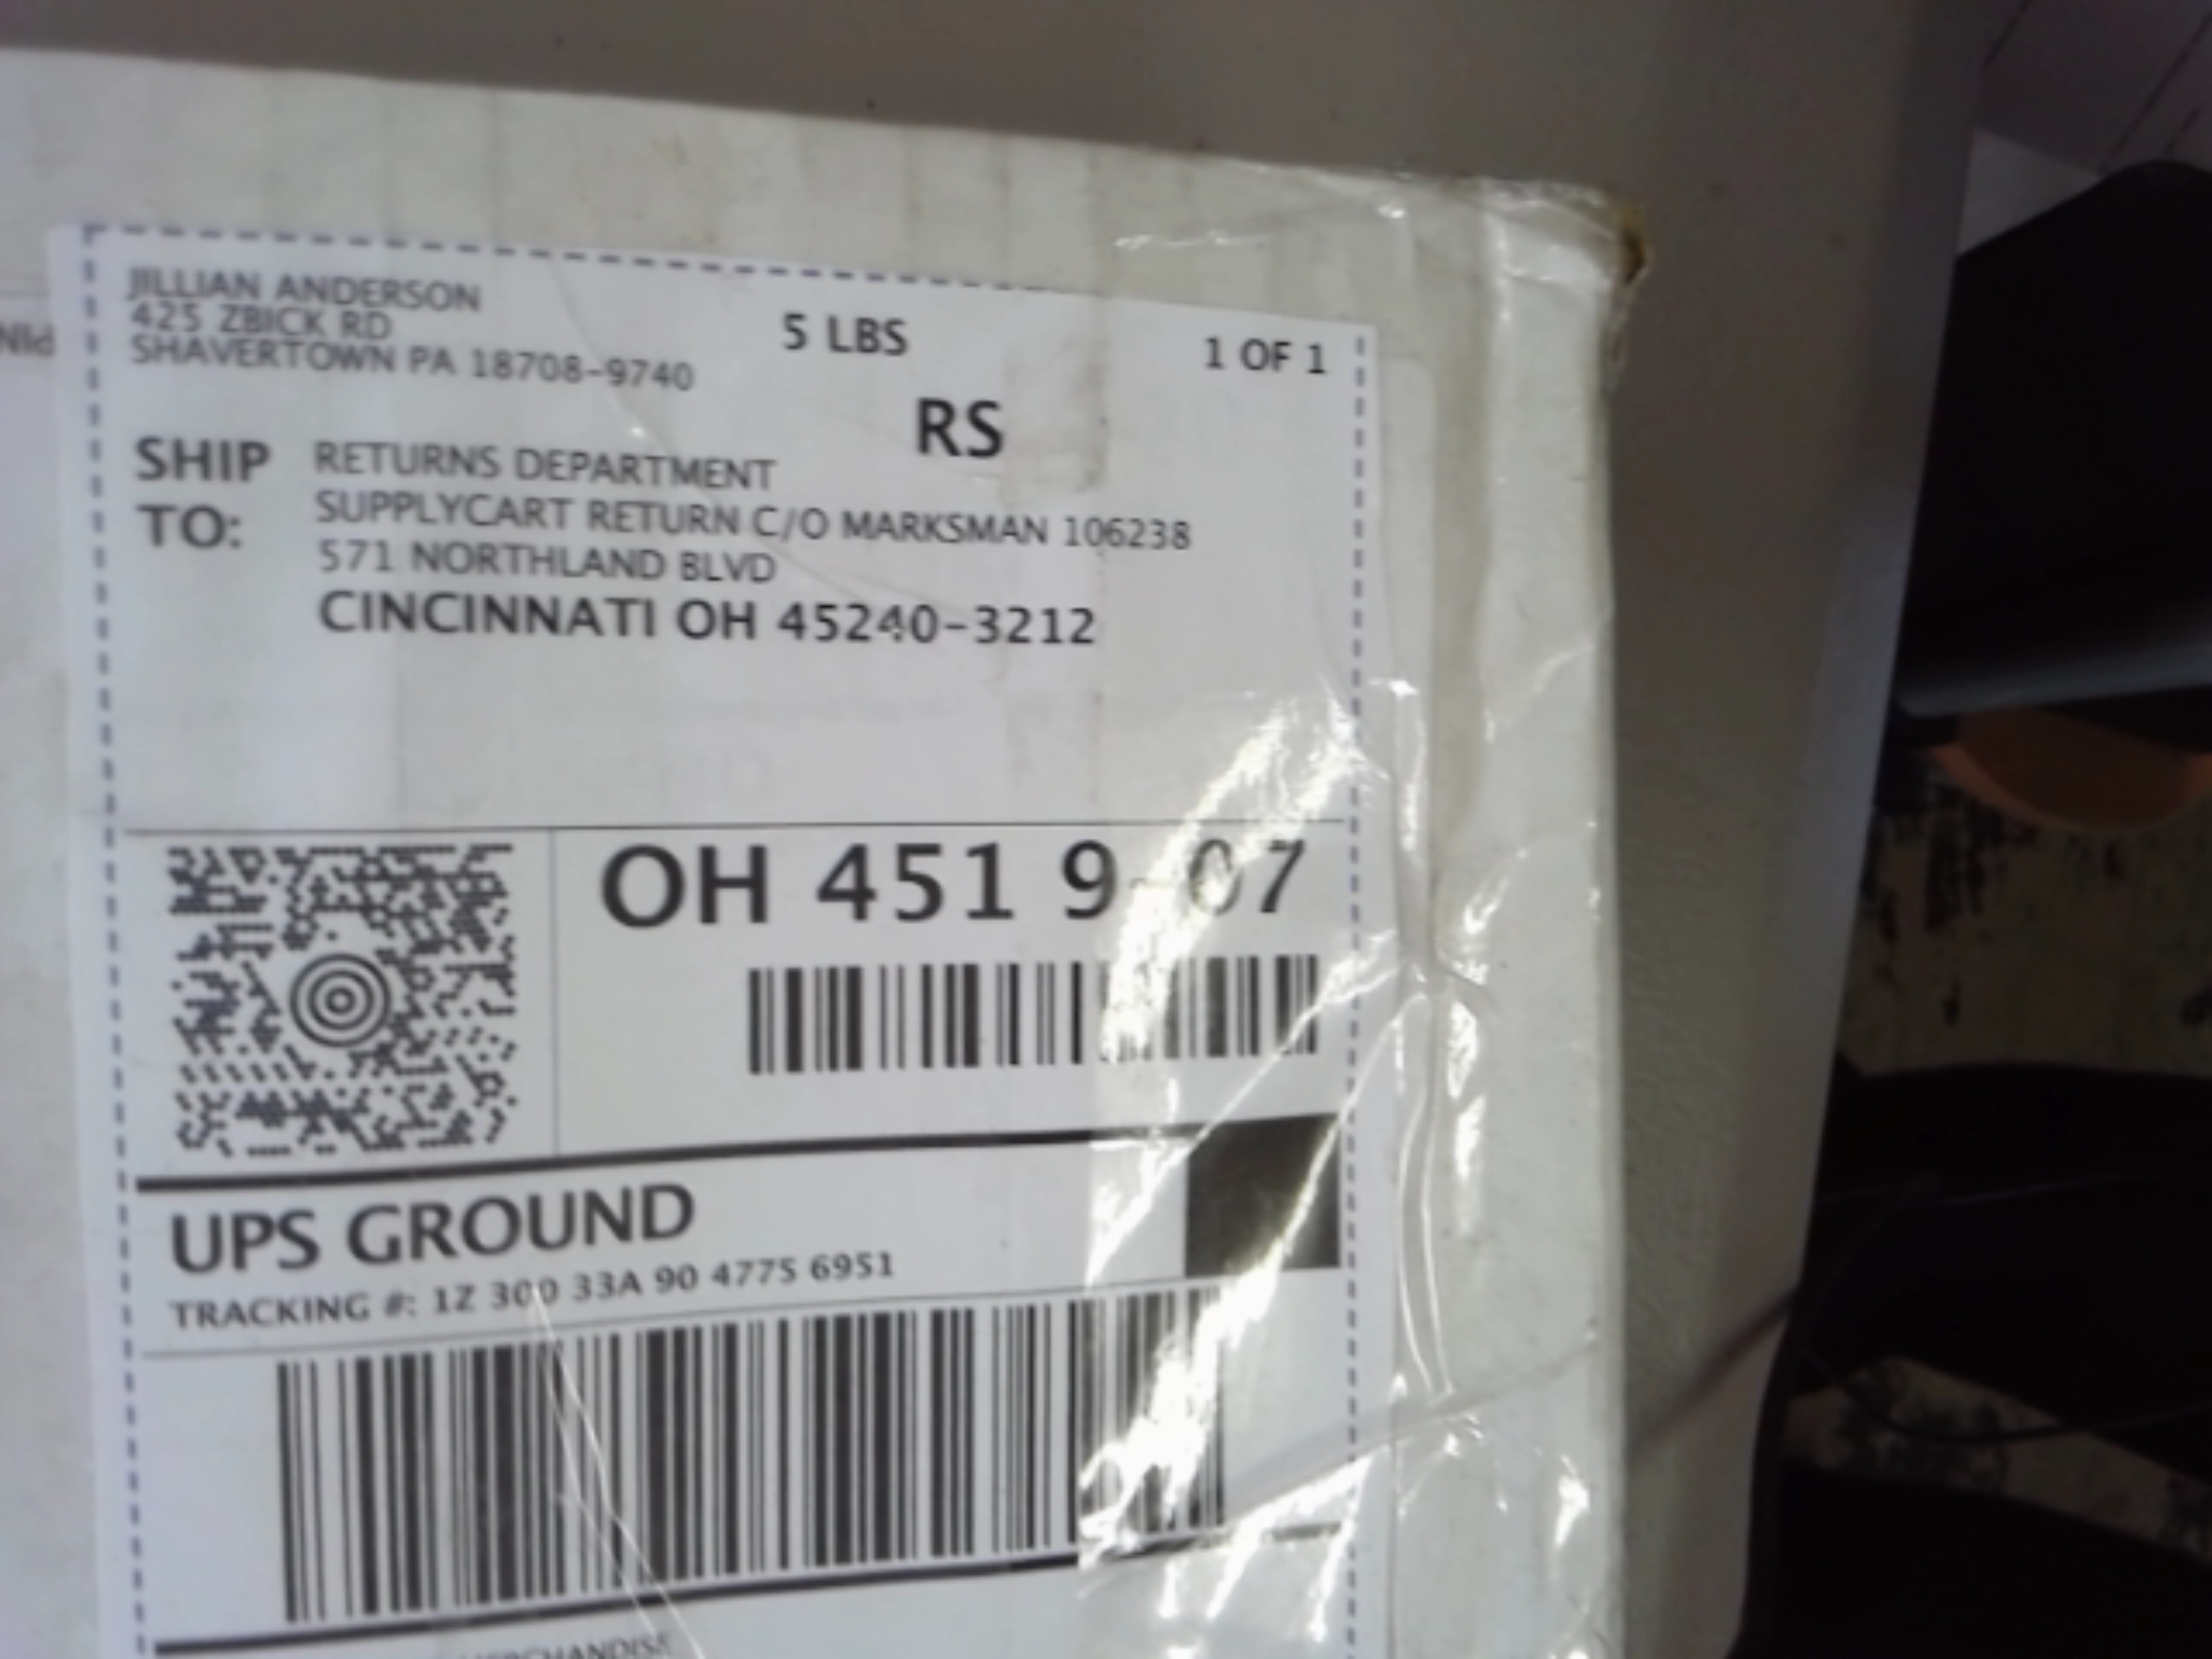 JILLIAN ANDERSON
425 ZBICK RD
SHAVERTOWN PA 18708-9740
5 LBS
1 OF 1
RS
SHIP TO:
RETURNS DEPARTMENT
SUPPLYCART RETURN C/O MARKSMAN 106238
571 NORTHLAND BLVD
CINCINNATI OH 45240-3212
OH 451 9-07
UPS GROUND
TRACKING #: 1Z 300 33A 90 4775 6951